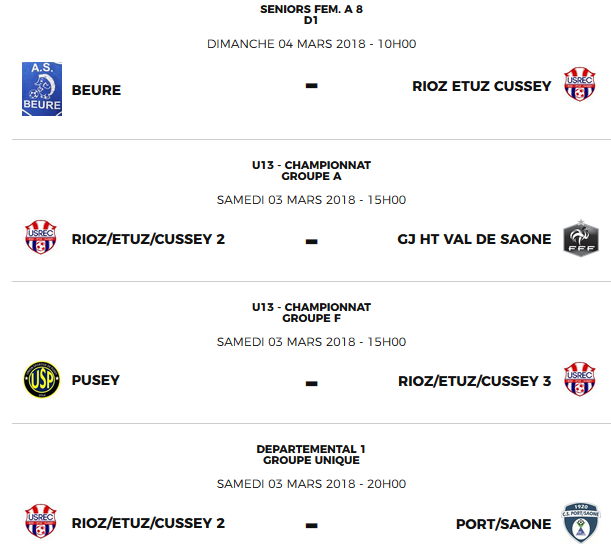 SENIORS FEM. A 8
D1
DIMANCHE 04 MARS 2018 - 10H00
A.S.
BEURE
BEURE - RIOZ ETUZ CUSSEY
USREC
U13 - CHAMPIONNAT
GROUPE A
SAMEDI 03 MARS 2018 - 15H00
USREC
RIOZ/ETUZ/CUSSEY 2 - GJ HT VAL DE SAONE
FFF
U13 - CHAMPIONNAT
GROUPE F
SAMEDI 03 MARS 2018 - 15H00
USP
PUSEY - RIOZ/ETUZ/CUSSEY 3
USREC
DEPARTEMENTAL 1
GROUPE UNIQUE
SAMEDI 03 MARS 2018 - 20H00
USREC
RIOZ/ETUZ/CUSSEY 2 - PORT/SAONE
1920
C.S. PORT/SAONE